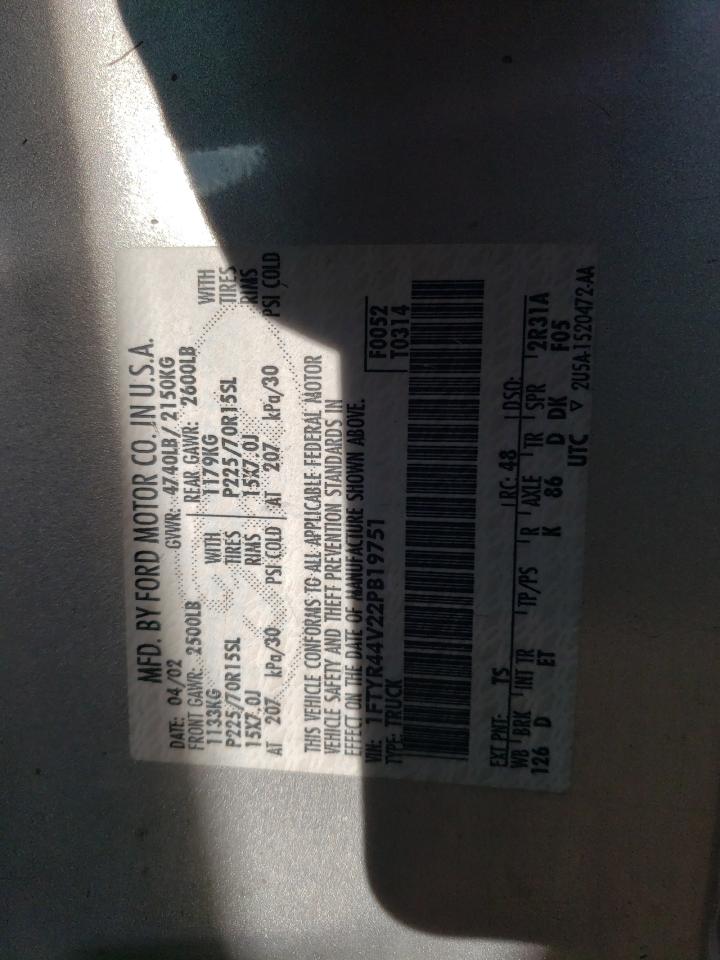 MFD. BY FORD MOTOR CO. IN U.S.A.
DATE: 04/02 GVWR: 4740LB/ 2150KG
FRONT GAWR: 2500LB REAR GAWR: 2600LB
1133KG WITH 1179KG WITH
P225/70R15SL TIRES P225/70R15SL TIRES
15X7.0J RIMS 15X7.0J RIMS
AT 207 kPa/30 PSI COLD AT 207 kPa/30 PSI COLD
THIS VEHICLE CONFORMS TO ALL APPLICABLE FEDERAL MOTOR
VEHICLE SAFETY AND THEFT PREVENTION STANDARDS IN
EFFECT ON THE DATE OF MANUFACTURE SHOWN ABOVE.
VIN: 1FTYR44V22PB19751 F0052
TYPE: TRUCK T0314
EXT PNT: TS RC: 48 DSO:
WB BRK INT TR TP/PS R AXLE TR SPR 2R31A
126 D ET K 86 D DK F05
UTC ▽ 2U5A-1520472-AA